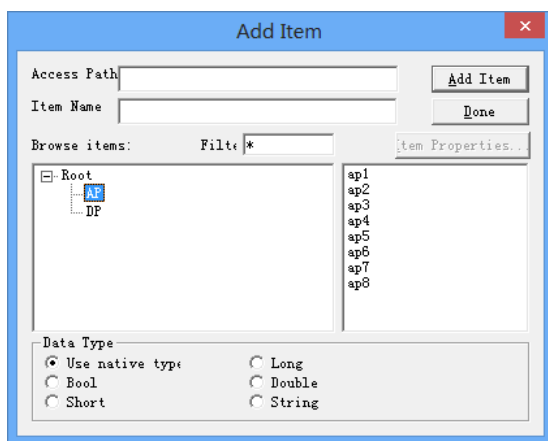 Add Item
Access Path
Add Item
Item Name
Done
Browse items:
Filte *
Item Properties...
Root
AP
DP
ap1
ap2
ap3
ap4
ap5
ap6
ap7
ap8
Data Type
Use native type
Long
Bool
Double
Short
String